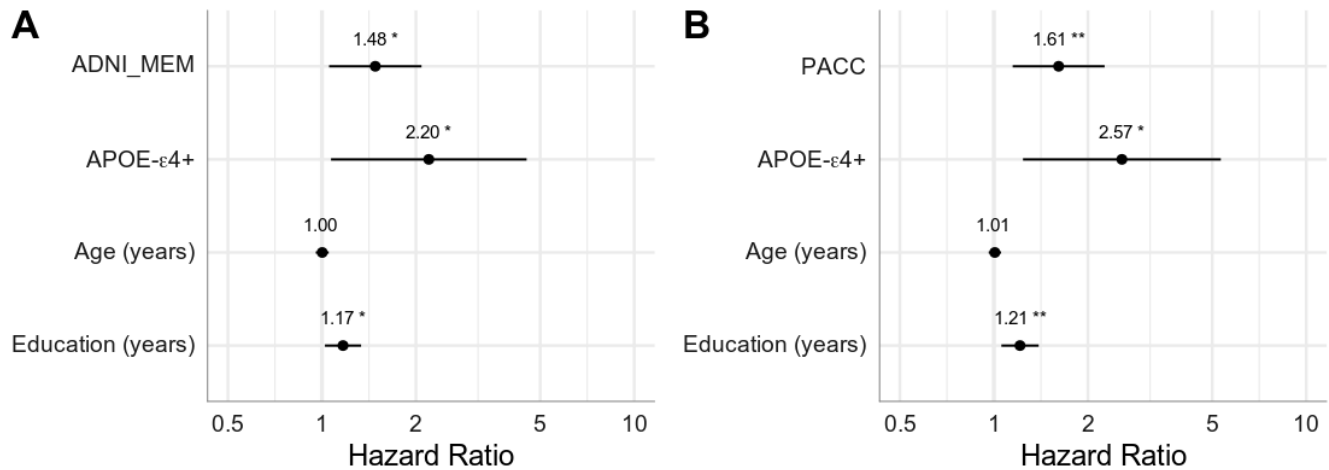 A
1.48 *
ADNI_MEM
2.20 *
APOE-ε4+
1.00
Age (years)
1.17 *
Education (years)
0.5 1 2 5 10
Hazard Ratio
B
1.61 **
PACC
2.57 *
APOE-ε4+
1.01
Age (years)
1.21 **
Education (years)
0.5 1 2 5 10
Hazard Ratio